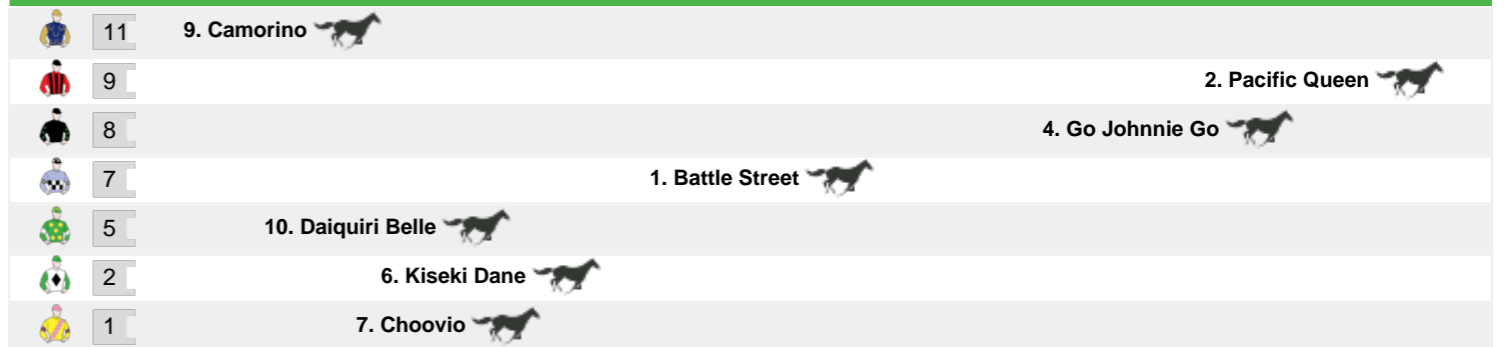 11 9. Camorino
9 2. Pacific Queen
8 4. Go Johnnie Go
7 1. Battle Street
5 10. Daiquiri Belle
2 6. Kiseki Dane
1 7. Choovio